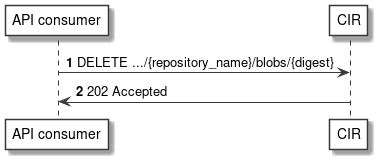 API consumer CIR
1 DELETE .../{repository_name}/blobs/{digest}
2 202 Accepted
API consumer CIR